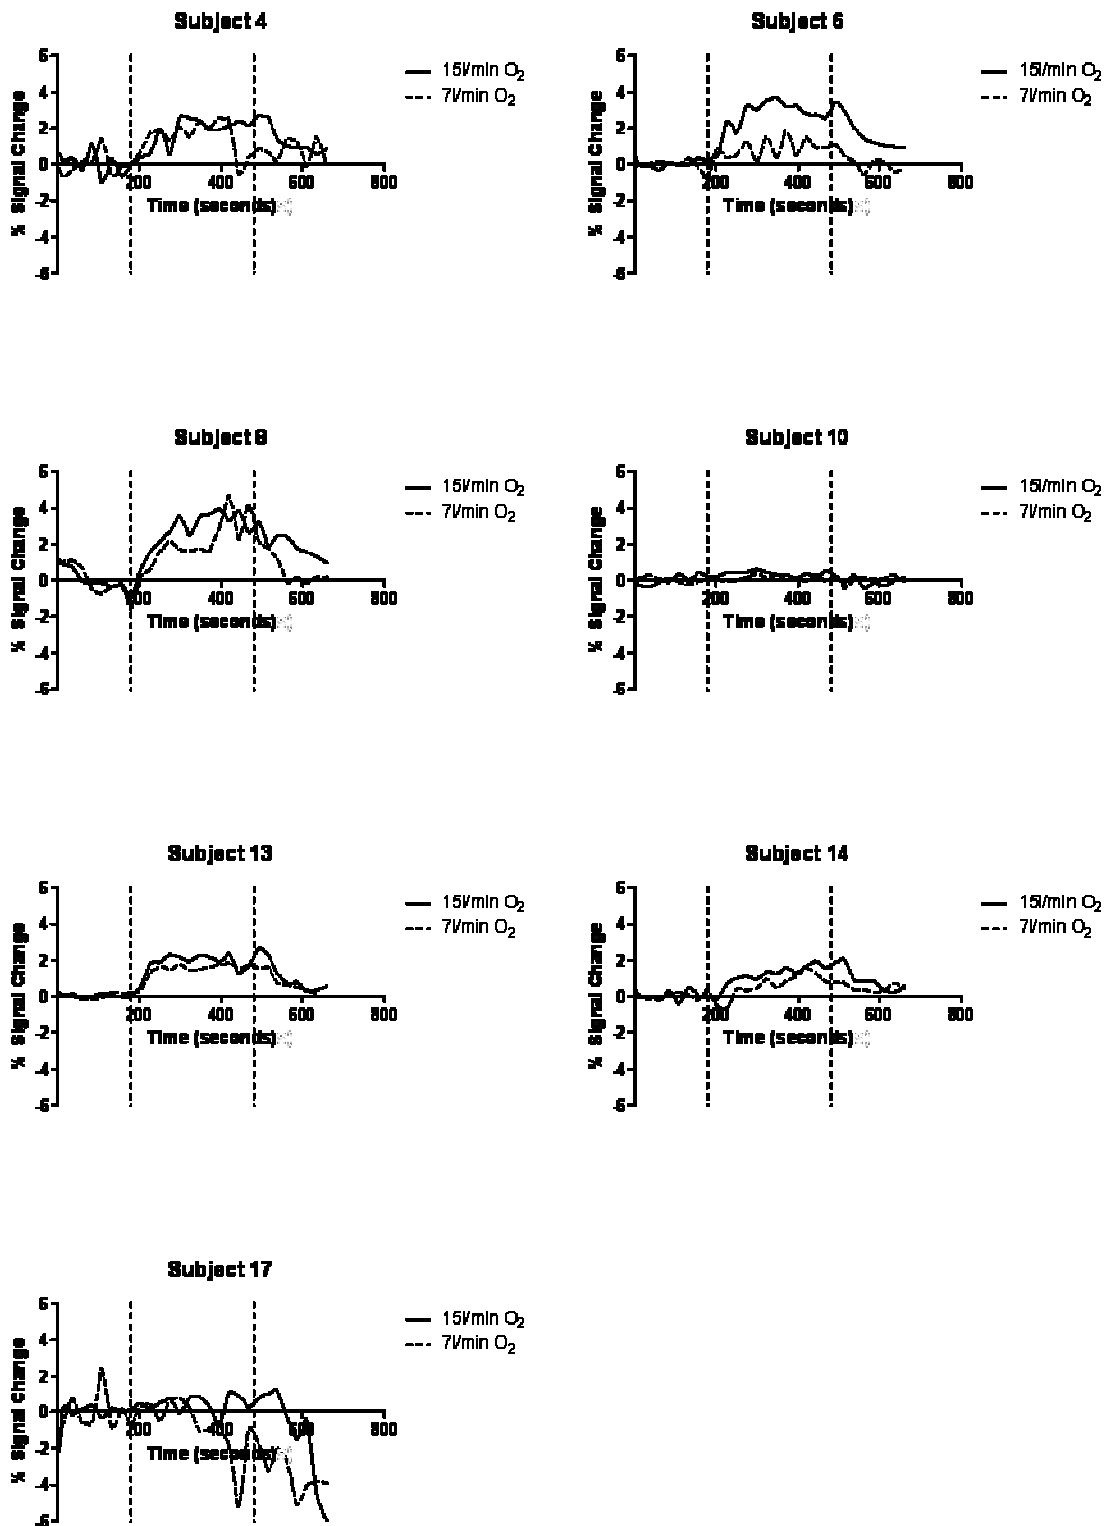 Subject 4
15l/min O2
7l/min O2
% Signal Change
6
4
2
0
-2
-4
-6
200
400
600
800
Time (seconds)
Subject 6
15l/min O2
7l/min O2
% Signal Change
6
4
2
0
-2
-4
-6
200
400
600
800
Time (seconds)
Subject 8
15l/min O2
7l/min O2
% Signal Change
6
4
2
0
-2
-4
-6
200
400
600
800
Time (seconds)
Subject 10
15l/min O2
7l/min O2
% Signal Change
6
4
2
0
-2
-4
-6
200
400
600
800
Time (seconds)
Subject 13
15l/min O2
7l/min O2
% Signal Change
6
4
2
0
-2
-4
-6
200
400
600
800
Time (seconds)
Subject 14
15l/min O2
7l/min O2
% Signal Change
6
4
2
0
-2
-4
-6
200
400
600
800
Time (seconds)
Subject 17
15l/min O2
7l/min O2
% Signal Change
6
4
2
0
-2
-4
-6
200
400
600
800
Time (seconds)